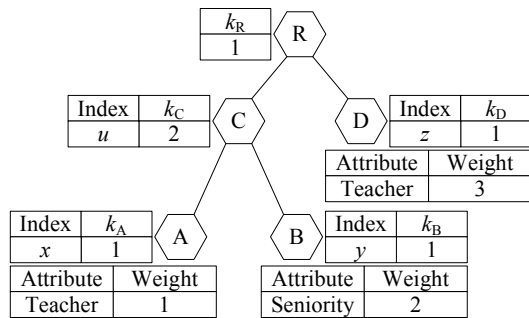 k_R
1
R
Index k_C
u 2
C
D
Index k_D
z 1
Attribute Weight
Teacher 3
Index k_A
x 1
A
B
Index k_B
y 1
Attribute Weight
Teacher 1
Attribute Weight
Seniority 2